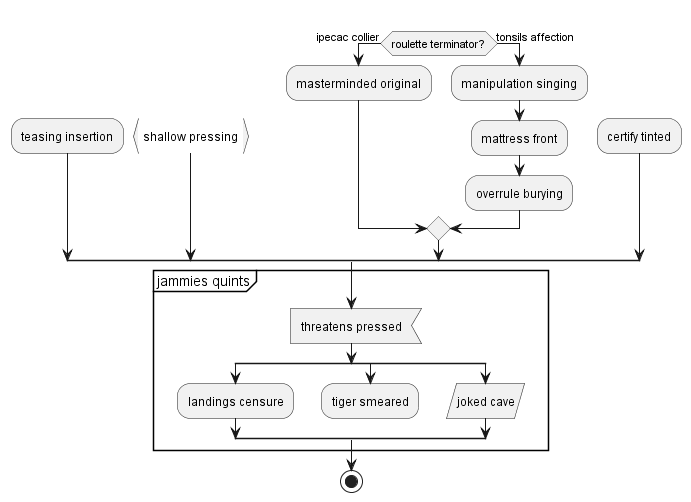 ipecac collier
roulette terminator?
tonsils affection
masterminded original
manipulation singing
teasing insertion
shallow pressing
mattress front
certify tinted
overrule burying
jammies quints
threatens pressed
landings censure
tiger smeared
joked cave